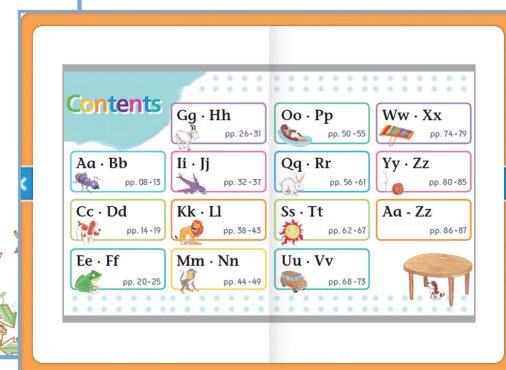 Contents
Aa · Bb
pp. 08-13
Cc · Dd
pp. 14-19
Ee · Ff
pp. 20-25
Gg · Hh
pp. 26-31
Ii · Jj
pp. 32-37
Kk · Ll
pp. 38-43
Mm · Nn
pp. 44-49
Oo · Pp
pp. 50-55
Qq · Rr
pp. 56-61
Ss · Tt
pp. 62-67
Uu · Vv
pp. 68-73
Ww · Xx
pp. 74-79
Yy · Zz
pp. 80-85
Aa - Zz
pp. 86-87